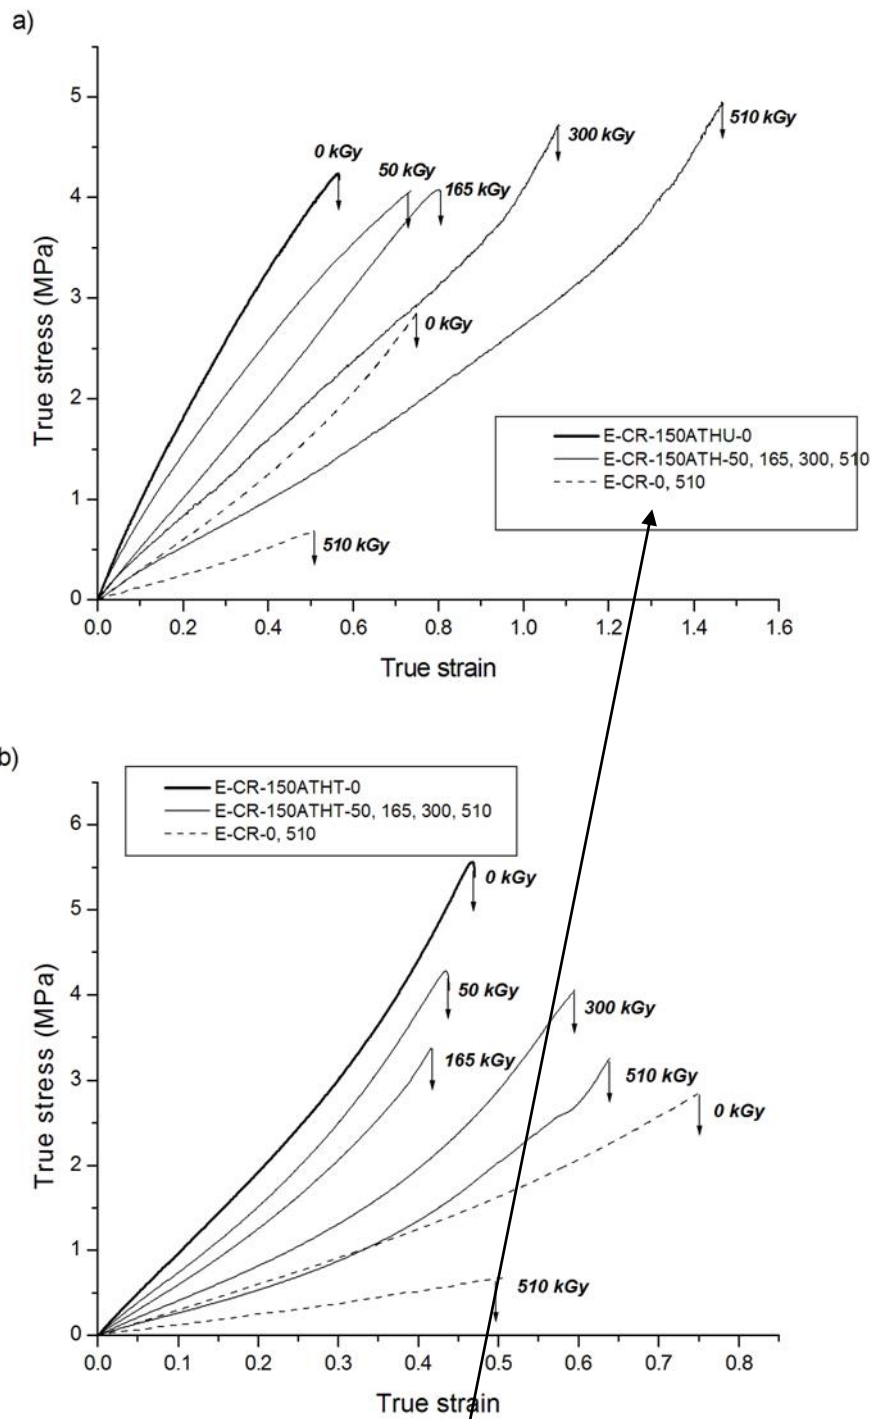 a)
5
4
3
2
1
0
True stress (MPa)
0 kGy
50 kGy
165 kGy
300 kGy
510 kGy
0 kGy
510 kGy
E-CR-150ATHU-0
E-CR-150ATH-50, 165, 300, 510
E-CR-0, 510
0.0 0.2 0.4 0.6 0.8 1.0 1.2 1.4 1.6
True strain
b)
E-CR-150ATHT-0
E-CR-150ATHT-50, 165, 300, 510
E-CR-0, 510
6
5
4
3
2
1
0
True stress (MPa)
0 kGy
50 kGy
300 kGy
165 kGy
510 kGy
0 kGy
510 kGy
0.0 0.1 0.2 0.3 0.4 0.5 0.6 0.7 0.8
True strain